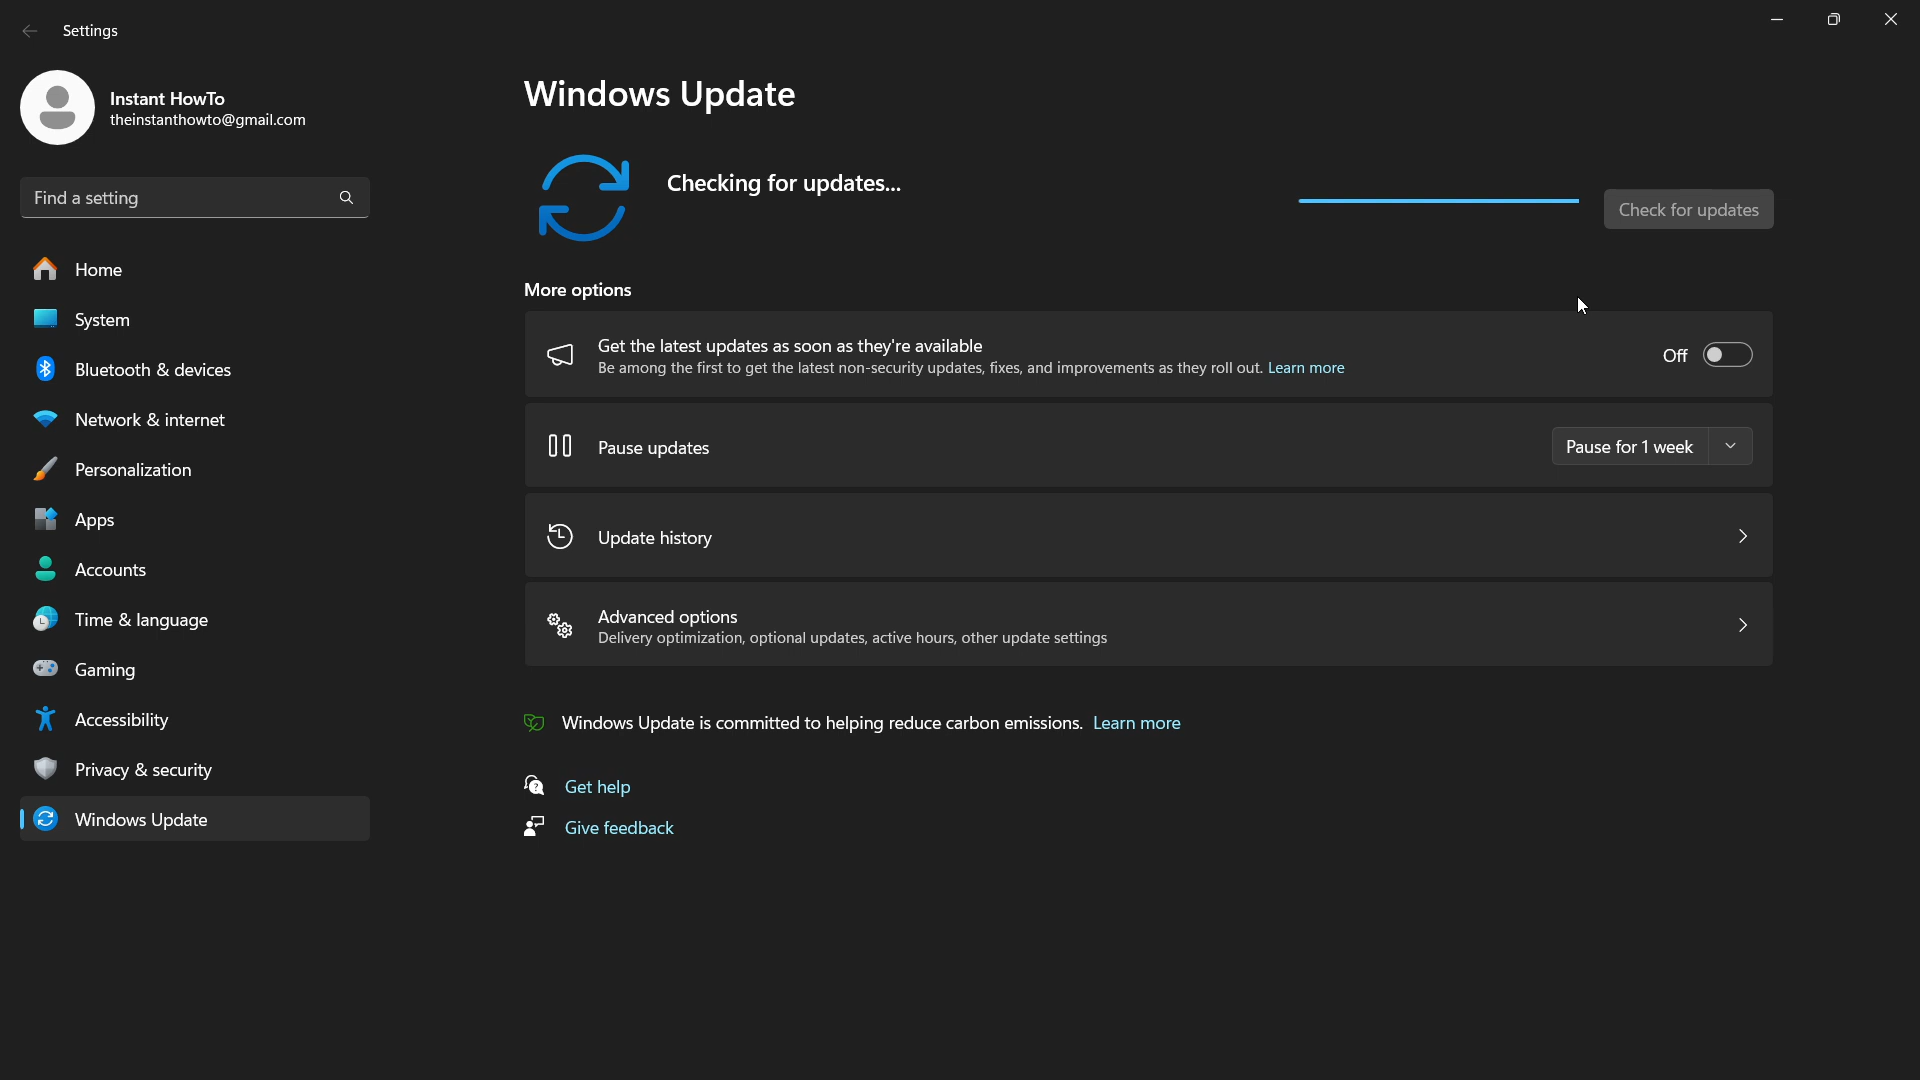 Settings
Instant HowTo
theinstanthowto@gmail.com
Find a setting
Home
System
Bluetooth & devices
Network & internet
Personalization
Apps
Accounts
Time & language
Gaming
Accessibility
Privacy & security
Windows Update
Windows Update
Checking for updates...
Check for updates
More options
Get the latest updates as soon as they're available
Be among the first to get the latest non-security updates, fixes, and improvements as they roll out. Learn more
Off
Pause updates
Pause for 1 week
Update history
Advanced options
Delivery optimization, optional updates, active hours, other update settings
Windows Update is committed to helping reduce carbon emissions. Learn more
Get help
Give feedback